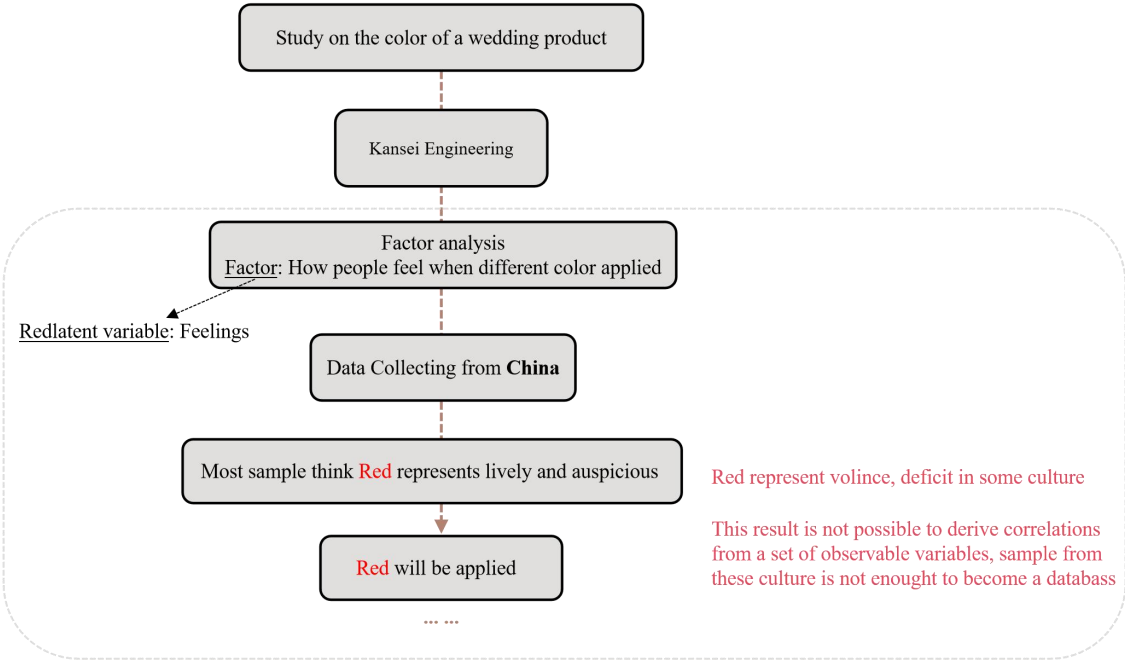 Study on the color of a wedding product
Kansei Engineering
Factor analysis
Factor: How people feel when different color applied
Redlatent variable: Feelings
Data Collecting from China
Most sample think Red represents lively and auspicious
Red represent volince, deficit in some culture
This result is not possible to derive correlations
from a set of observable variables, sample from
these culture is not enought to become a databass
Red will be applied
... ...